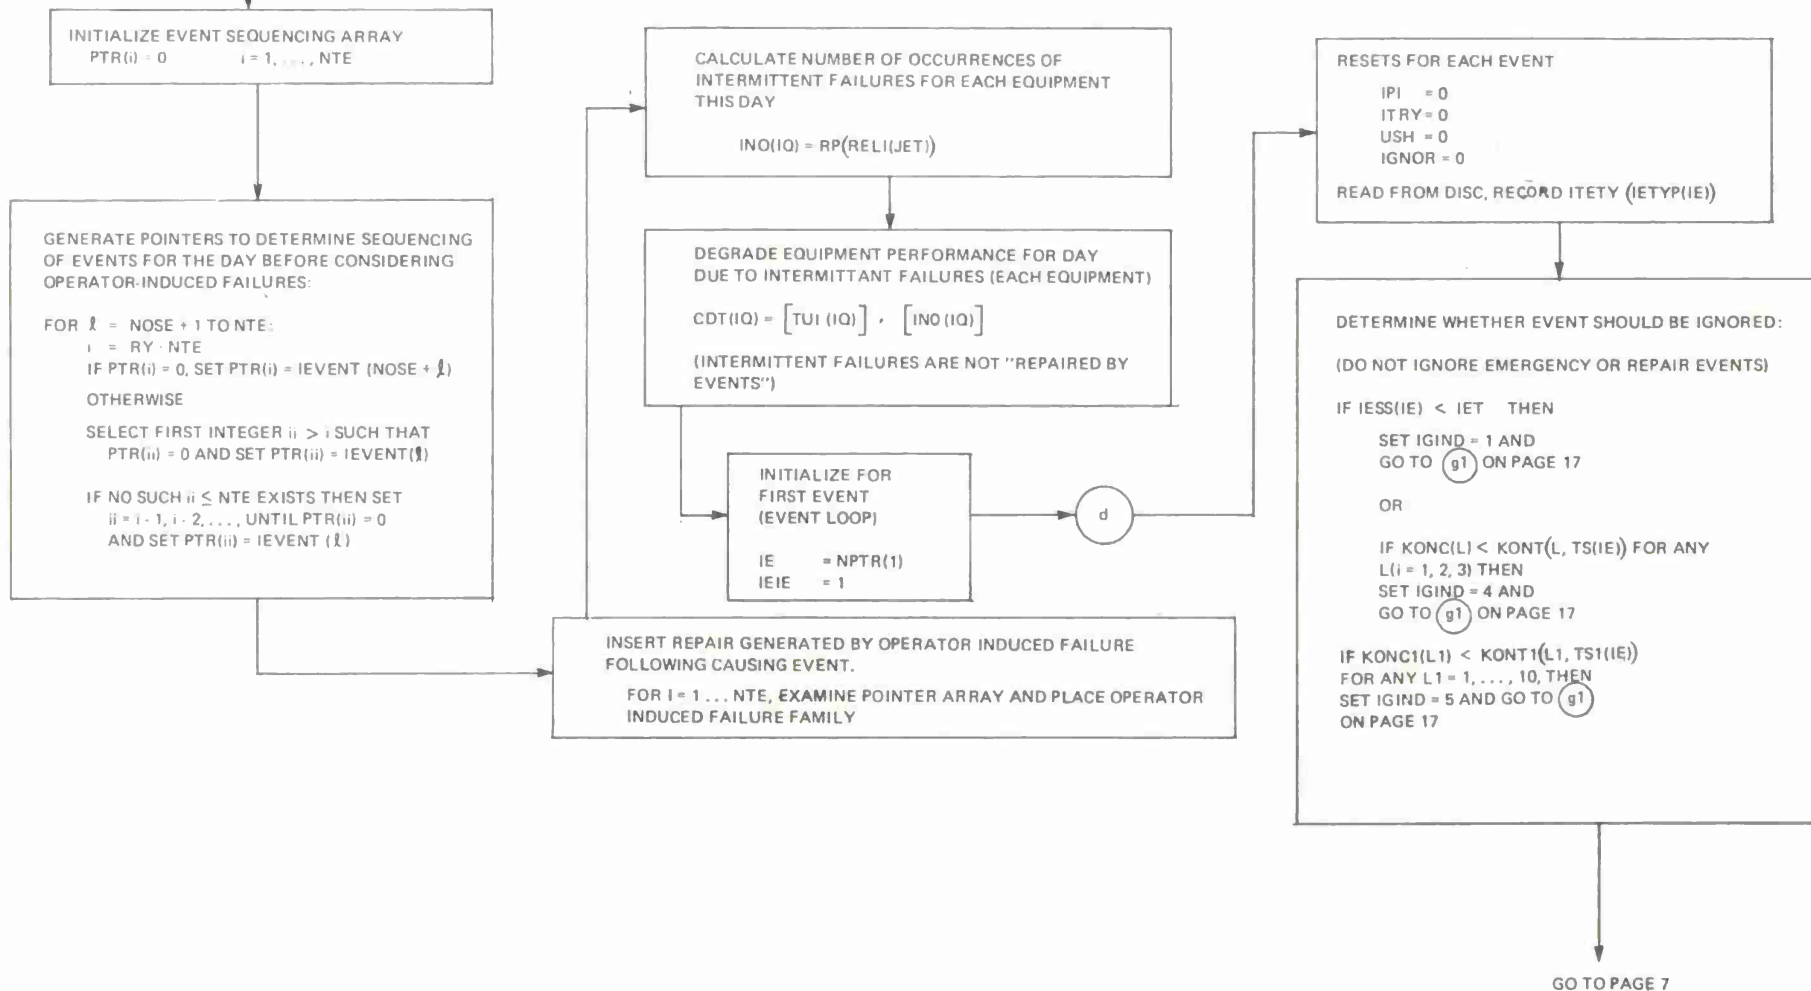 INITIALIZE EVENT SEQUENCING ARRAY
PTR(i) = 0 i = 1, ..., NTE
GENERATE POINTERS TO DETERMINE SEQUENCING
OF EVENTS FOR THE DAY BEFORE CONSIDERING
OPERATOR-INDUCED FAILURES:
FOR ℓ = NOSE + 1 TO NTE:
i = RY · NTE
IF PTR(i) = 0, SET PTR(i) = IEVENT (NOSE + ℓ)
OTHERWISE
SELECT FIRST INTEGER ii > i SUCH THAT
PTR(ii) = 0 AND SET PTR(ii) = IEVENT(ℓ)
IF NO SUCH ii ≤ NTE EXISTS THEN SET
ii = i - 1, i - 2, ..., UNTIL PTR(ii) = 0
AND SET PTR(ii) = IEVENT (ℓ)
INSERT REPAIR GENERATED BY OPERATOR INDUCED FAILURE
FOLLOWING CAUSING EVENT.
FOR I = 1 ... NTE, EXAMINE POINTER ARRAY AND PLACE OPERATOR
INDUCED FAILURE FAMILY
CALCULATE NUMBER OF OCCURRENCES OF
INTERMITTENT FAILURES FOR EACH EQUIPMENT
THIS DAY
INO(IQ) = RP(RELI(JET))
DEGRADE EQUIPMENT PERFORMANCE FOR DAY
DUE TO INTERMITTANT FAILURES (EACH EQUIPMENT)
CDT(IQ) = [TUI (IQ)] · [INO (IQ)]
(INTERMITTENT FAILURES ARE NOT "REPAIRED BY
EVENTS")
INITIALIZE FOR
FIRST EVENT
(EVENT LOOP)
IE = NPTR(1)
IEIE = 1
d
RESETS FOR EACH EVENT
IPI = 0
ITRY = 0
USH = 0
IGNOR = 0
READ FROM DISC, RECORD ITETY (IETYP(IE))
DETERMINE WHETHER EVENT SHOULD BE IGNORED:
(DO NOT IGNORE EMERGENCY OR REPAIR EVENTS)
IF IESS(IE) < IET THEN
SET IGIND = 1 AND
GO TO g1 ON PAGE 17
OR
IF KONC(L) < KONT(L, TS(IE)) FOR ANY
L(i = 1, 2, 3) THEN
SET IGIND = 4 AND
GO TO g1 ON PAGE 17
IF KONC1(L1) < KONT1(L1, TS1(IE))
FOR ANY L1 = 1, ..., 10, THEN
SET IGIND = 5 AND GO TO g1
ON PAGE 17
GO TO PAGE 7